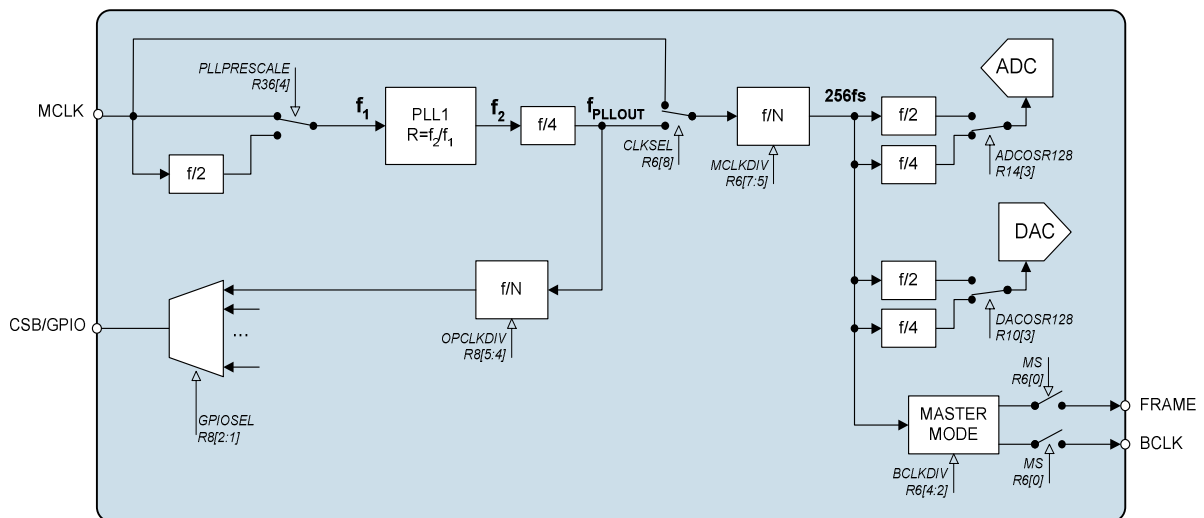 PLLPRESCALE
R36[4]
MCLK
f/2
f1
PLL1
R=f2/f1
f2
f/4
fPLLOUT
CLKSEL
R6[8]
f/N
MCLKDIV
R6[7:5]
256fs
f/2
f/4
ADC
ADCOSR128
R14[3]
DAC
f/2
f/4
DACOSR128
R10[3]
f/N
OPCLKDIV
R8[5:4]
CSB/GPIO
...
GPIOSEL
R8[2:1]
MASTER
MODE
BCLKDIV
R6[4:2]
MS
R6[0]
FRAME
BCLK
MS
R6[0]